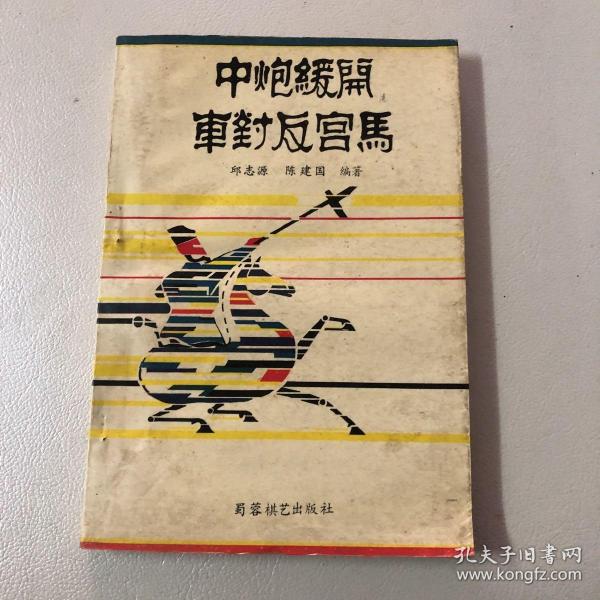 中炮緩開
車對反宫馬
邱志源 陈建国 编著
蜀蓉棋艺出版社
孔夫子旧书网
www.kongfz.com